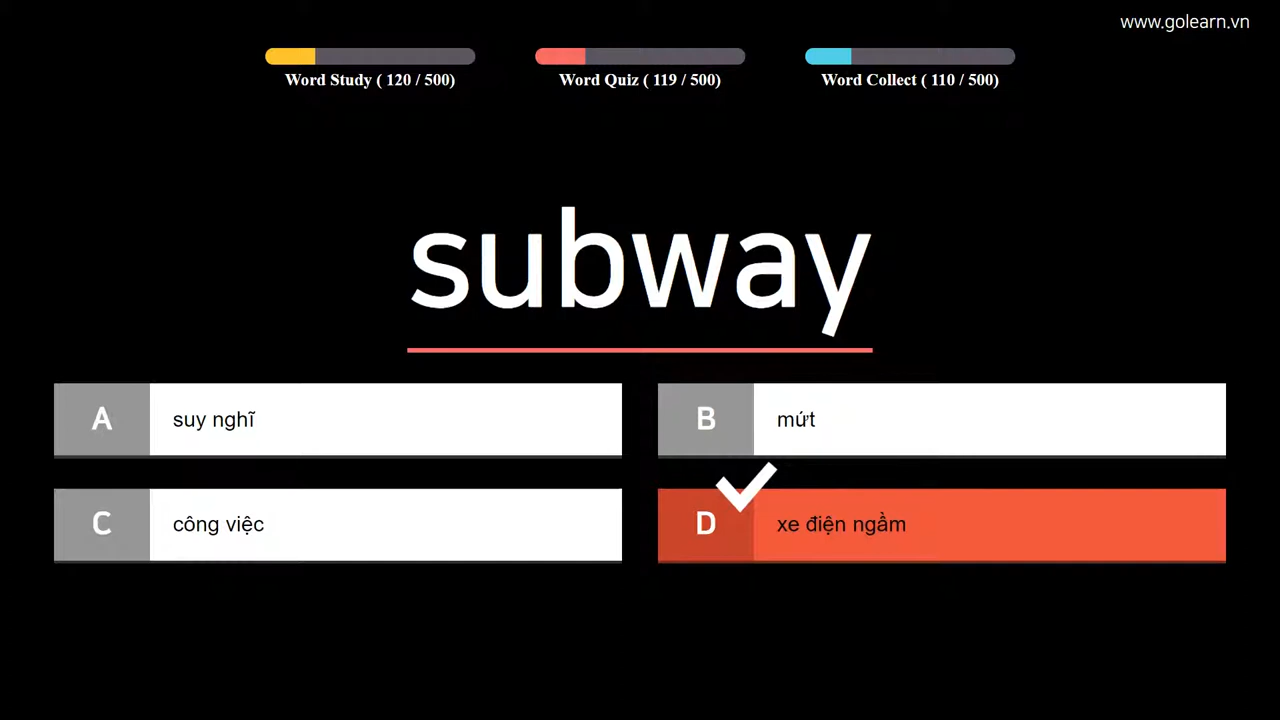 www.golearn.vn
Word Study ( 120 / 500)
Word Quiz ( 119 / 500)
Word Collect ( 110 / 500)
subway
A suy nghĩ
B mứt
C công việc
D xe điện ngầm